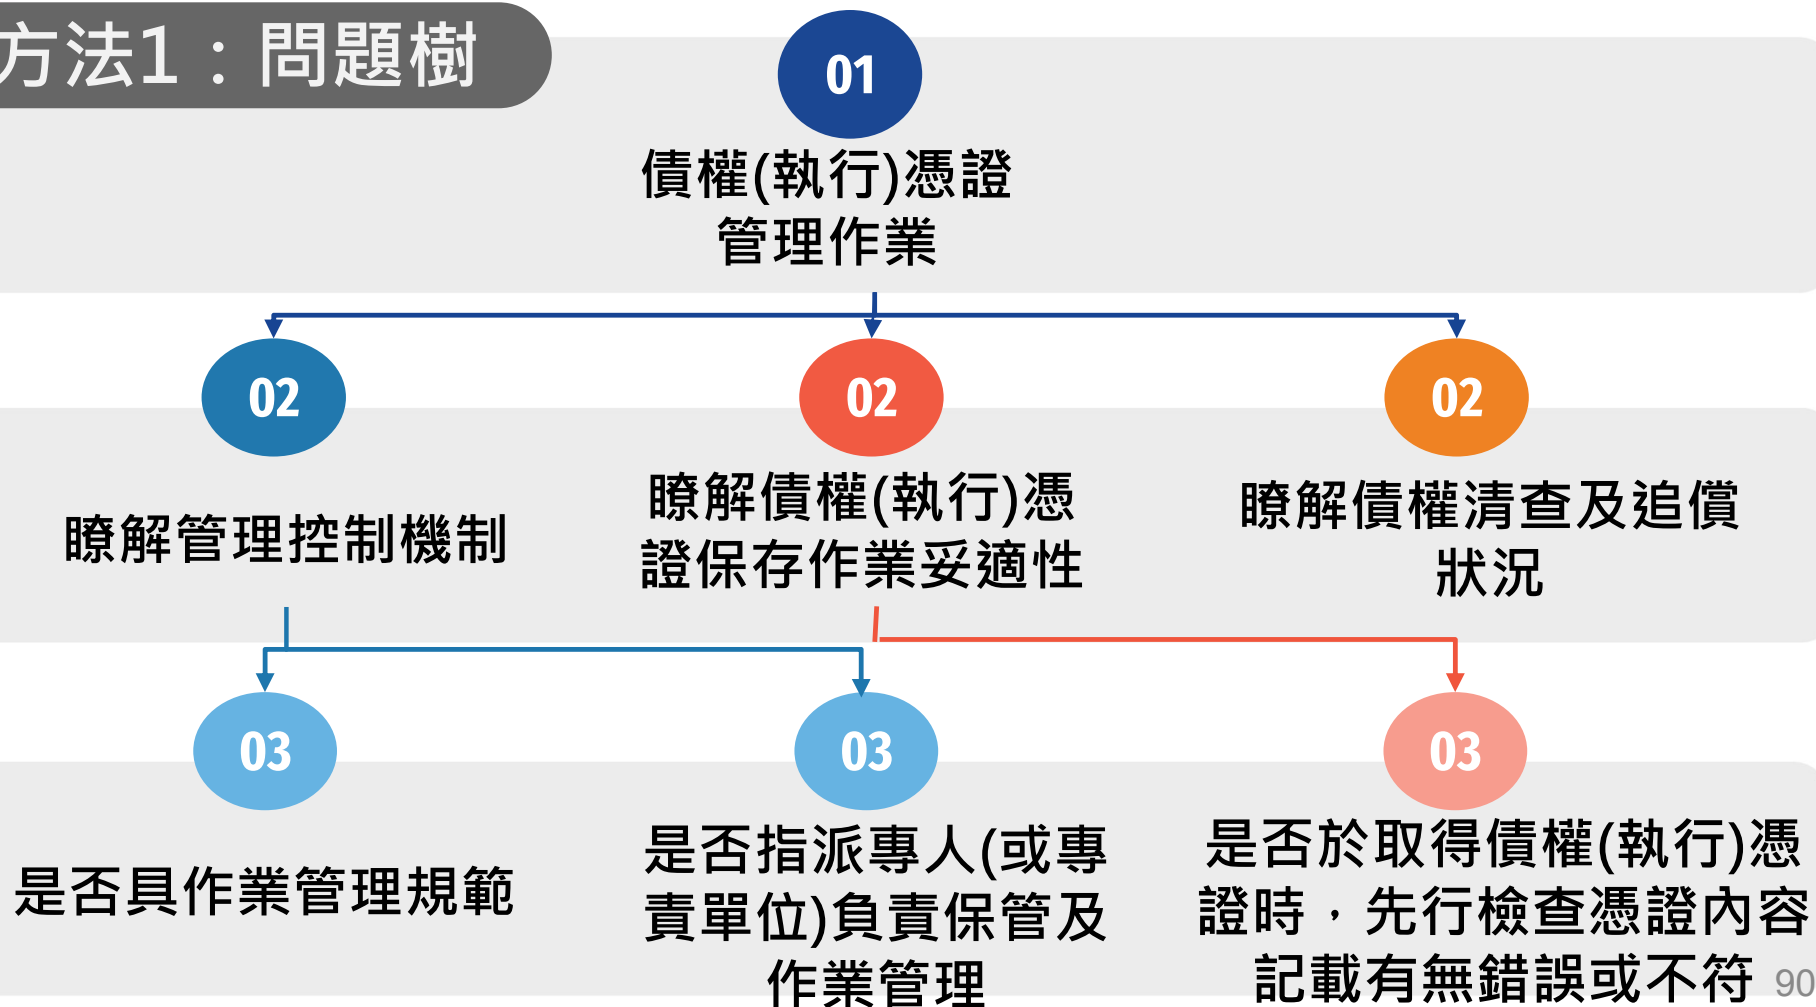 方法1：問題樹
01
債權(執行)憑證
管理作業
02
瞭解管理控制機制
02
瞭解債權(執行)憑
證保存作業妥適性
02
瞭解債權清查及追償
狀況
03
是否具作業管理規範
03
是否指派專人(或專
責單位)負責保管及
作業管理
03
是否於取得債權(執行)憑
證時，先行檢查憑證內容
記載有無錯誤或不符
90